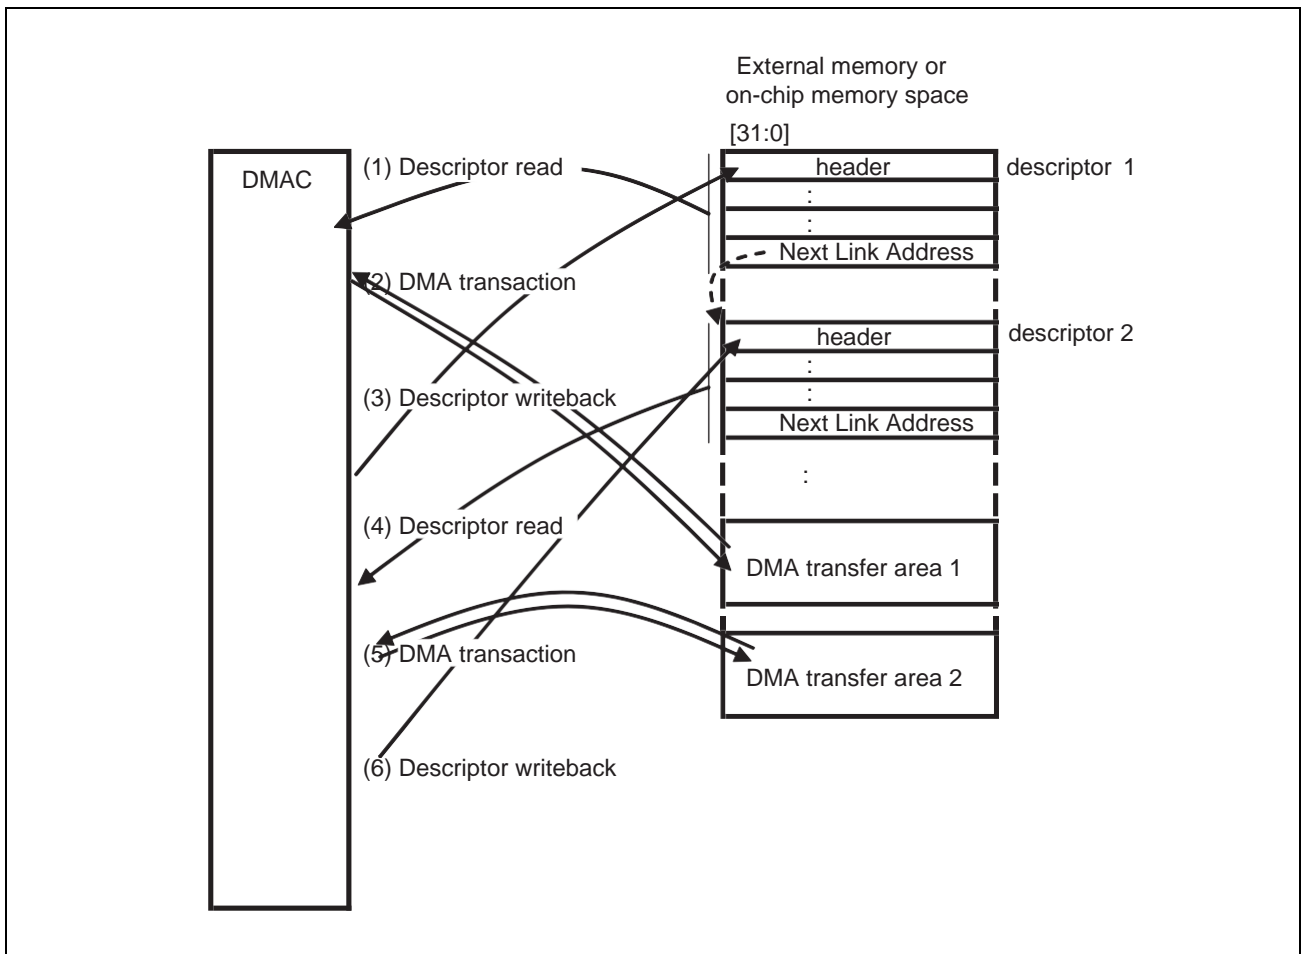 External memory or
on-chip memory space
[31:0]
DMAC
(1) Descriptor read
header
descriptor 1
:
:
Next Link Address
(2) DMA transaction
header
descriptor 2
:
:
(3) Descriptor writeback
Next Link Address
:
(4) Descriptor read
DMA transfer area 1
(5) DMA transaction
DMA transfer area 2
(6) Descriptor writeback